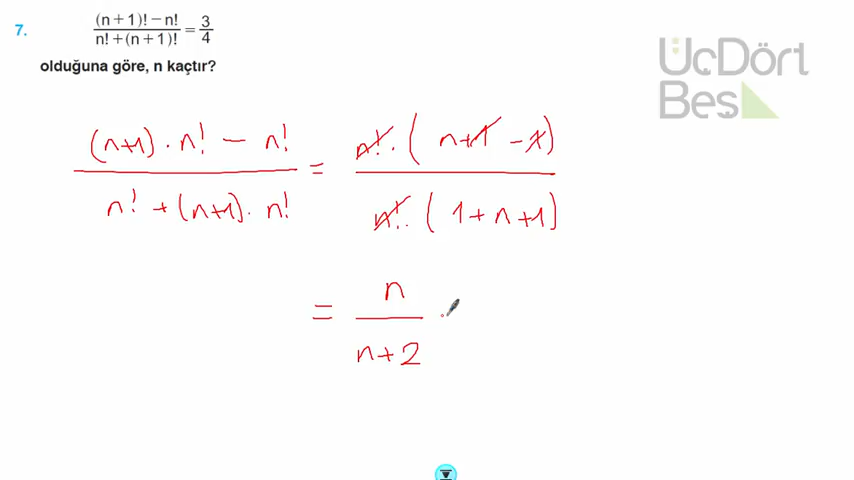 7. (n+1)!−n! / n!+(n+1)! = 3/4
olduğuna göre, n kaçtır?
ÜçDört
Beş
(n+1) · n! − n! / n! + (n+1) · n! = n! · (n+1 −1) / n! · (1+n+1)
= n / n+2